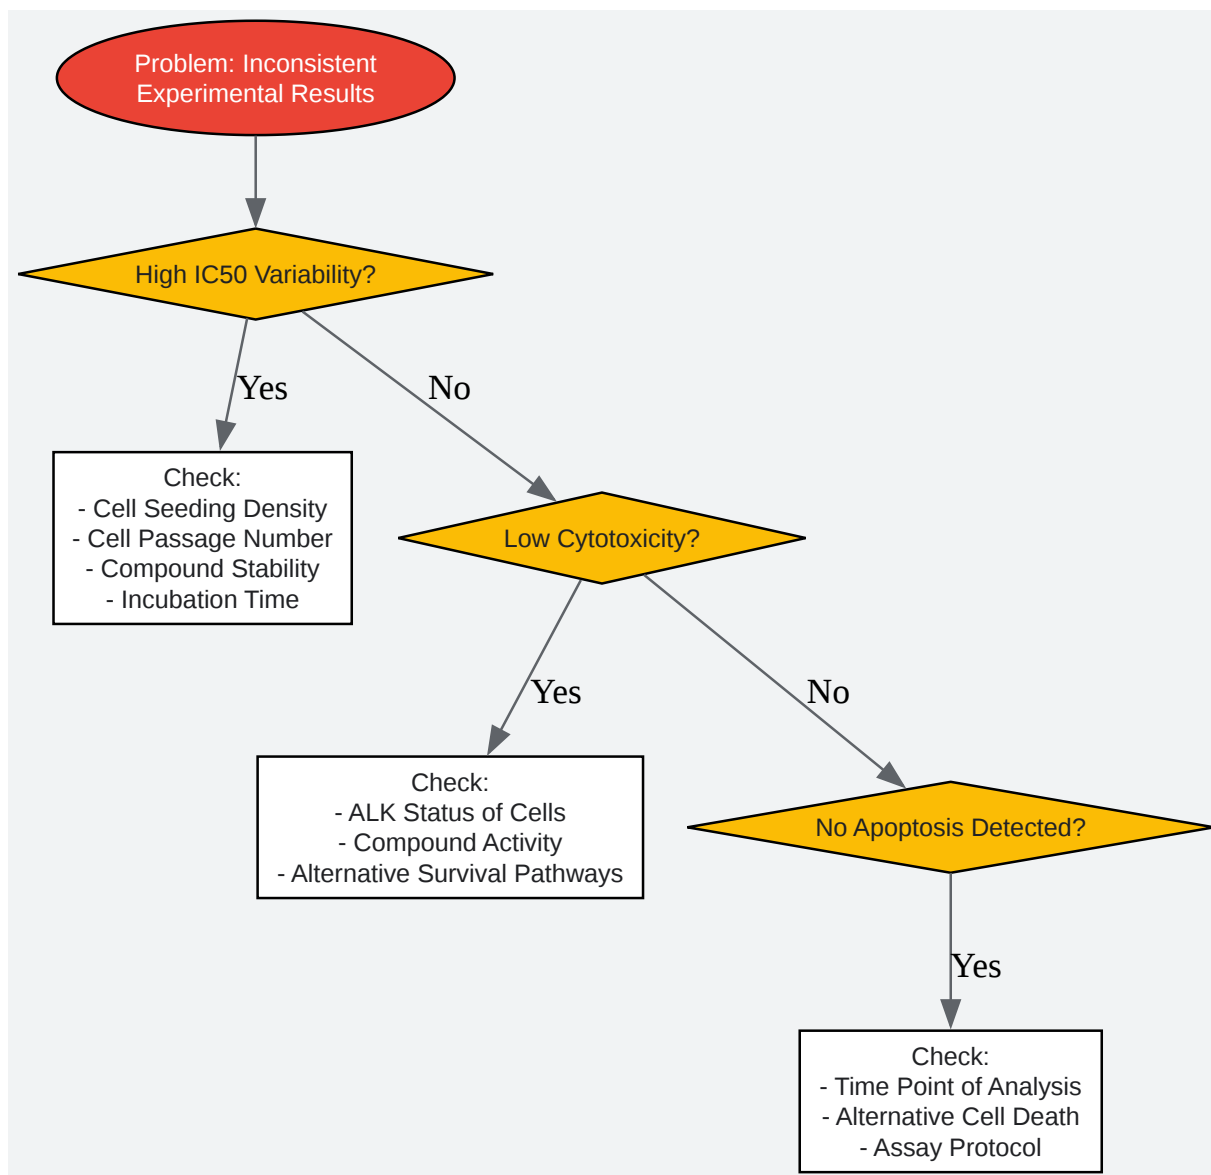 Problem: Inconsistent
Experimental Results
High IC50 Variability?
Yes
No
Check:
- Cell Seeding Density
- Cell Passage Number
- Compound Stability
- Incubation Time
Low Cytotoxicity?
Yes
No
Check:
- ALK Status of Cells
- Compound Activity
- Alternative Survival Pathways
No Apoptosis Detected?
Yes
Check:
- Time Point of Analysis
- Alternative Cell Death
- Assay Protocol